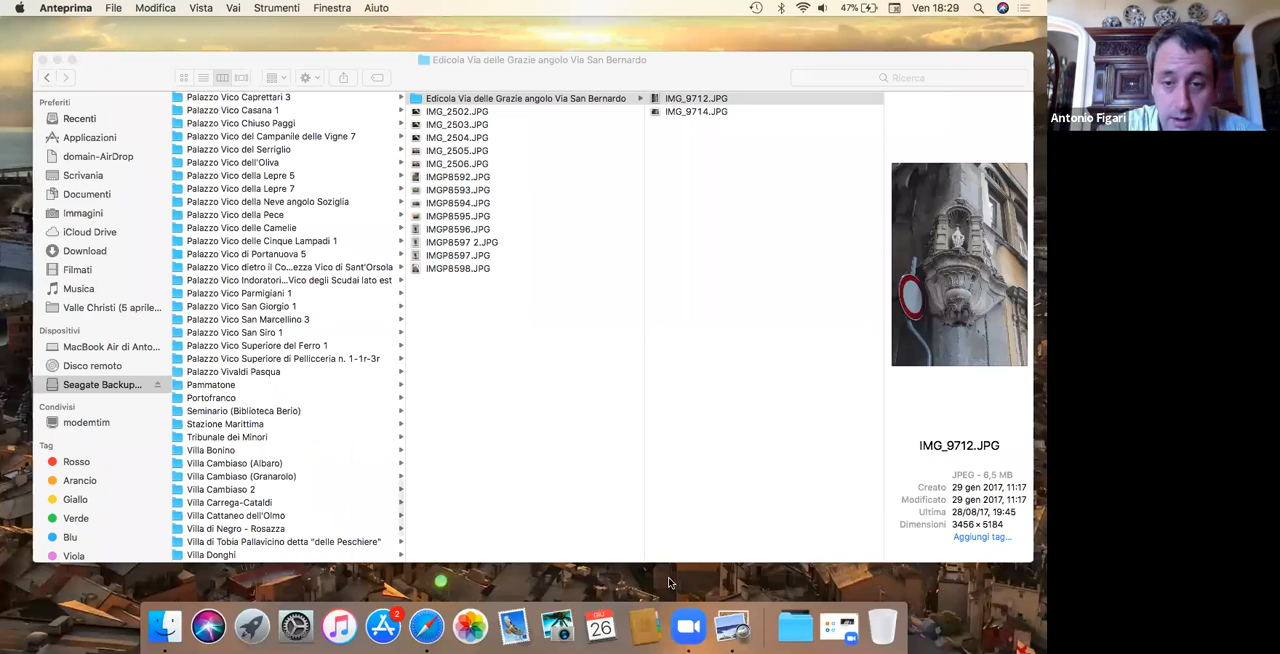 Anteprima File Modifica Vista Vai Strumenti Finestra Aiuto 47% Ven 18:29
Edicola Via delle Grazie angolo Via San Bernardo
Ricerca
Preferiti
Recenti
Applicazioni
domain-AirDrop
Scrivania
Documenti
Immagini
iCloud Drive
Download
Filmati
Musica
Valle Christi (5 aprile...
Dispositivi
MacBook Air di Anto...
Disco remoto
Seagate Backup...
Condivisi
modemtim
Tag
Rosso
Arancio
Giallo
Verde
Blu
Viola
Palazzo Vico Caprettari 3
Palazzo Vico Casana 1
Palazzo Vico Chiuso Paggi
Palazzo Vico del Campanile delle Vigne 7
Palazzo Vico del Serriglio
Palazzo Vico dell'Oliva
Palazzo Vico della Lepre 5
Palazzo Vico della Lepre 7
Palazzo Vico della Neve angolo Soziglia
Palazzo Vico della Pece
Palazzo Vico delle Camelie
Palazzo Vico delle Cinque Lampadi 1
Palazzo Vico di Portanuova 5
Palazzo Vico dietro il Co...ezza Vico di Sant'Orsola
Palazzo Vico Indoratori...Vico degli Scudai lato est
Palazzo Vico Parmigiani 1
Palazzo Vico San Giorgio 1
Palazzo Vico San Marcellino 3
Palazzo Vico San Siro 1
Palazzo Vico Superiore del Ferro 1
Palazzo Vico Superiore di Pellicceria n. 1-1r-3r
Palazzo Vivaldi Pasqua
Pammatone
Portofranco
Seminario (Biblioteca Berio)
Stazione Marittima
Tribunale dei Minori
Villa Bonino
Villa Cambiaso (Albaro)
Villa Cambiaso (Granarolo)
Villa Cambiaso 2
Villa Carrega-Cataldi
Villa Cattaneo dell'Olmo
Villa di Negro - Rosazza
Villa di Tobia Pallavicino detta "delle Peschiere"
Villa Donghi
Edicola Via delle Grazie angolo Via San Bernardo
IMG_2502.JPG
IMG_2503.JPG
IMG_2504.JPG
IMG_2505.JPG
IMG_2506.JPG
IMGP8592.JPG
IMGP8593.JPG
IMGP8594.JPG
IMGP8595.JPG
IMGP8596.JPG
IMGP8597 2.JPG
IMGP8597.JPG
IMGP8598.JPG
IMG_9712.JPG
IMG_9714.JPG
IMG_9712.JPG
JPEG - 6,5 MB
Creato 29 gen 2017, 11:17
Modificato 29 gen 2017, 11:17
Ultima 28/08/17, 19:45
Dimensioni 3456 × 5184
Aggiungi tag...
Antonio Figari
2
GIU
26